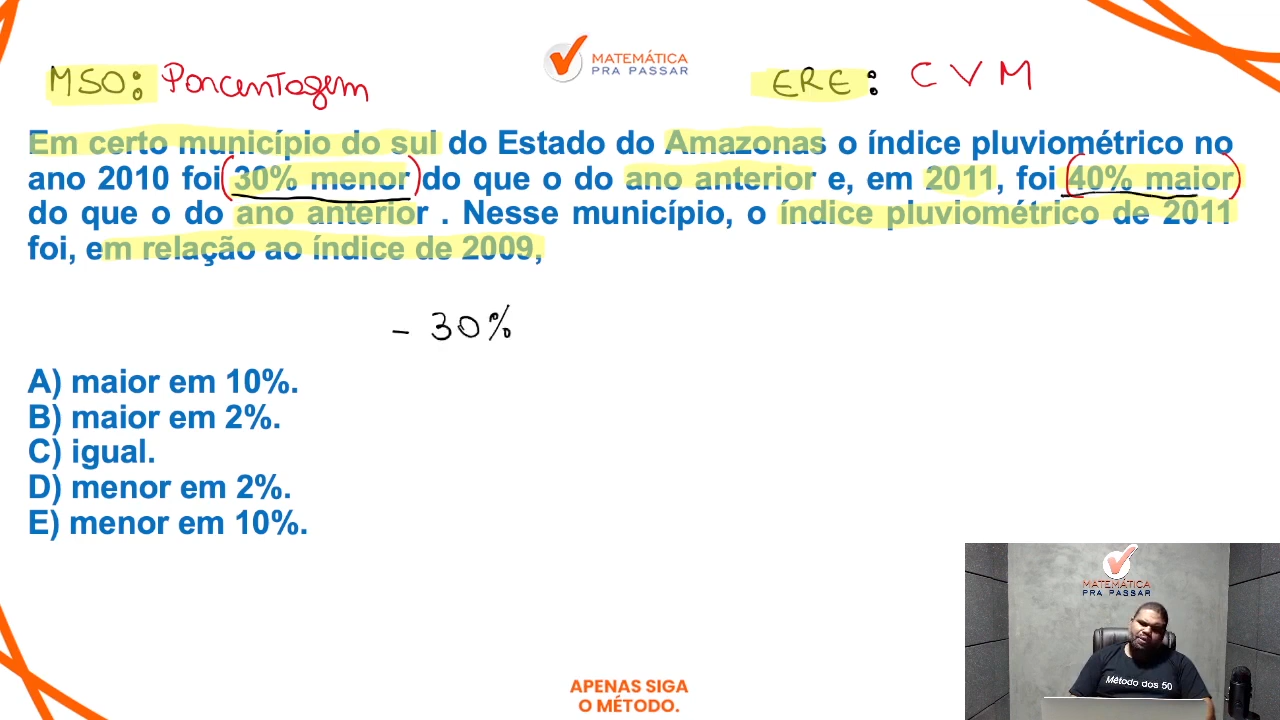 MATEMÁTICA
PRA PASSAR
MSO: Porcentagem
ERE: CVM
Em certo município do sul do Estado do Amazonas o índice pluviométrico no
ano 2010 foi (30% menor) do que o do ano anterior e, em 2011, foi (40% maior)
do que o do ano anterior . Nesse município, o índice pluviométrico de 2011
foi, em relação ao índice de 2009,
- 30%
A) maior em 10%.
B) maior em 2%.
C) igual.
D) menor em 2%.
E) menor em 10%.
MATEMÁTICA
PRA PASSAR
Método dos 50
APENAS SIGA
O MÉTODO.